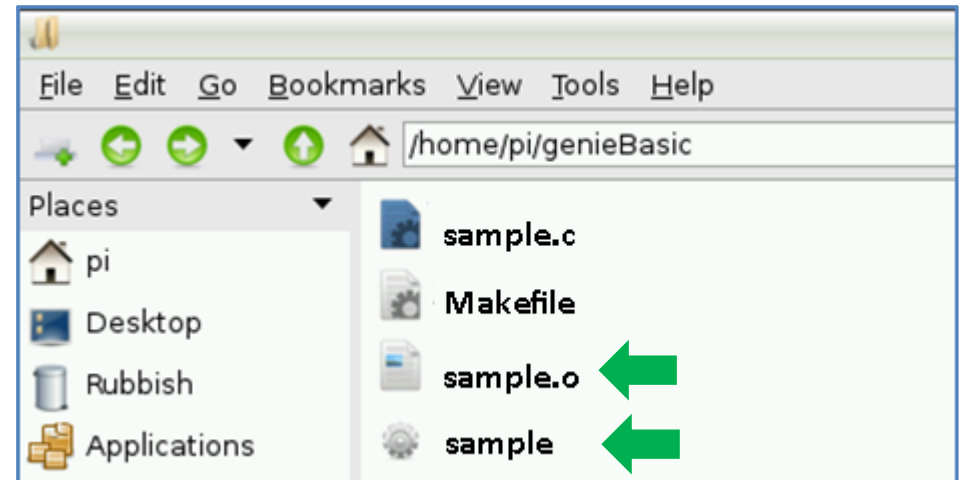 File Edit Go Bookmarks View Tools Help
/home/pi/genieBasic
Places
pi
Desktop
Rubbish
Applications
sample.c
Makefile
sample.o
sample